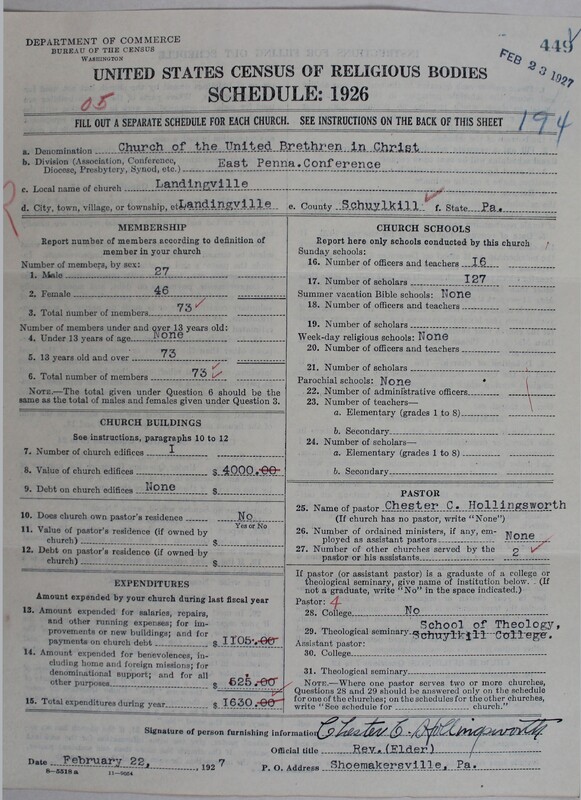 DEPARTMENT OF COMMERCE
BUREAU OF THE CENSUS
WASHINGTON
449
FEB 23 1927
UNITED STATES CENSUS OF RELIGIOUS BODIES
SCHEDULE: 1926
05
194
FILL OUT A SEPARATE SCHEDULE FOR EACH CHURCH. SEE INSTRUCTIONS ON THE BACK OF THIS SHEET
a. Denomination Church of the United Brethren in Christ
b. Division (Association, Conference, Diocese, Presbytery, Synod, etc.) East Penna.Conference
c. Local name of church Landingville
d. City, town, village, or township, etc. Landingville e. County Schuylkill f. State Pa.
MEMBERSHIP
Report number of members according to definition of
member in your church
Number of members, by sex:
1. Male 27
2. Female 46
3. Total number of members 73
Number of members under and over 13 years old:
4. Under 13 years of age None
5. 13 years old and over 73
6. Total number of members 73
NOTE.—The total given under Question 6 should be the
same as the total of males and females given under Question 3.
CHURCH BUILDINGS
See instructions, paragraphs 10 to 12
7. Number of church edifices I
8. Value of church edifices $ 4000.00
9. Debt on church edifices None $
10. Does church own pastor's residence No
Yes or No
11. Value of pastor's residence (if owned by
church) $
12. Debt on pastor's residence (if owned by
church) $
EXPENDITURES
Amount expended by your church during last fiscal year
13. Amount expended for salaries, repairs,
and other running expenses; for im-
provements or new buildings; and for
payments on church debt $ 1105.00
14. Amount expended for benevolences, in-
cluding home and foreign missions; for
denominational support; and for all
other purposes $ 525.00
15. Total expenditures during year $ 1630.00
CHURCH SCHOOLS
Report here only schools conducted by this church
Sunday schools:
16. Number of officers and teachers I6
17. Number of scholars I27
Summer vacation Bible schools: None
18. Number of officers and teachers
19. Number of scholars
Week-day religious schools: None
20. Number of officers and teachers
21. Number of scholars
Parochial schools: None
22. Number of administrative officers
23. Number of teachers—
a. Elementary (grades 1 to 8)
b. Secondary
24. Number of scholars—
a. Elementary (grades 1 to 8)
b. Secondary
PASTOR
25. Name of pastor Chester C. Hollingsworth
(If church has no pastor, write "None")
26. Number of ordained ministers, if any, em-
ployed as assistant pastors None
27. Number of other churches served by the
pastor or his assistants 2
If pastor (or assistant pastor) is a graduate of a college or
theological seminary, give name of institution below. (If
not a graduate, write "No" in the space indicated.)
Pastor: 4
28. College No
29. Theological seminary School of Theology, Schuylkill College.
Assistant pastor:
30. College
31. Theological seminary
NOTE.—Where one pastor serves two or more churches,
Questions 28 and 29 should be answered only on the schedule
for one of the churches; on the schedules for the other churches,
write "See schedule for church."
Signature of person furnishing information Chester C. Hollingsworth
Official title Rev.(Elder)
Date February 22, 1927 P. O. Address Shoemakersville, Pa.
8—5518 a 11—9664